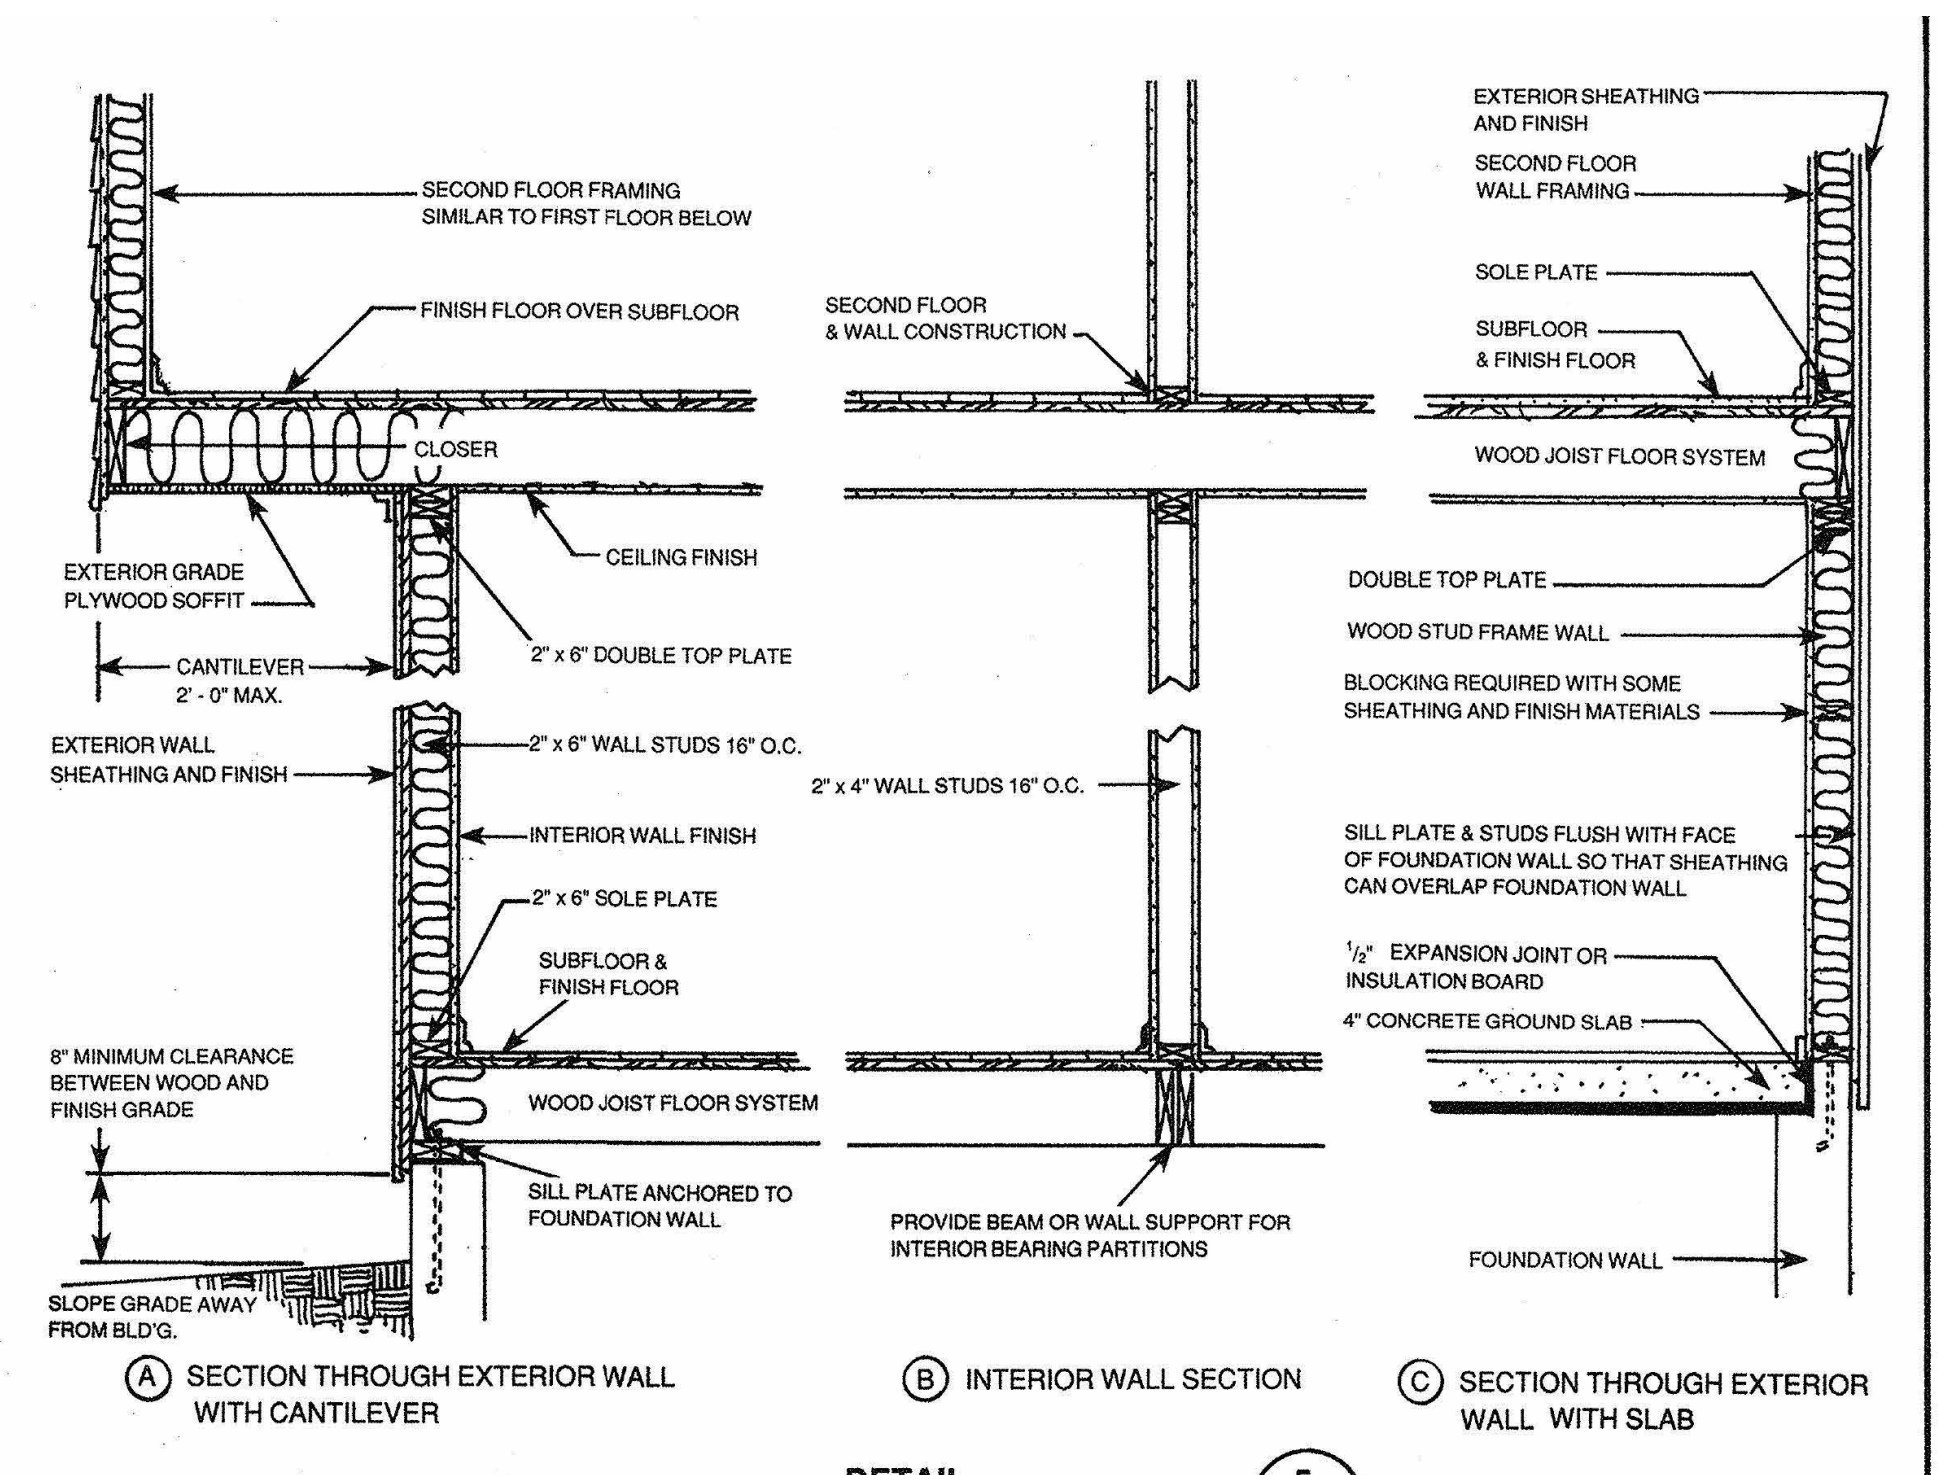 SECOND FLOOR FRAMING
SIMILAR TO FIRST FLOOR BELOW
FINISH FLOOR OVER SUBFLOOR
CLOSER
CEILING FINISH
EXTERIOR GRADE
PLYWOOD SOFFIT
2" x 6" DOUBLE TOP PLATE
CANTILEVER
2' - 0" MAX.
EXTERIOR WALL
SHEATHING AND FINISH
2" x 6" WALL STUDS 16" O.C.
INTERIOR WALL FINISH
2" x 6" SOLE PLATE
SUBFLOOR &
FINISH FLOOR
8" MINIMUM CLEARANCE
BETWEEN WOOD AND
FINISH GRADE
WOOD JOIST FLOOR SYSTEM
SILL PLATE ANCHORED TO
FOUNDATION WALL
SLOPE GRADE AWAY
FROM BLD'G.
A SECTION THROUGH EXTERIOR WALL
WITH CANTILEVER
SECOND FLOOR
& WALL CONSTRUCTION
2" x 4" WALL STUDS 16" O.C.
PROVIDE BEAM OR WALL SUPPORT FOR
INTERIOR BEARING PARTITIONS
B INTERIOR WALL SECTION
EXTERIOR SHEATHING
AND FINISH
SECOND FLOOR
WALL FRAMING
SOLE PLATE
SUBFLOOR
& FINISH FLOOR
WOOD JOIST FLOOR SYSTEM
DOUBLE TOP PLATE
WOOD STUD FRAME WALL
BLOCKING REQUIRED WITH SOME
SHEATHING AND FINISH MATERIALS
SILL PLATE & STUDS FLUSH WITH FACE
OF FOUNDATION WALL SO THAT SHEATHING
CAN OVERLAP FOUNDATION WALL
1/2" EXPANSION JOINT OR
INSULATION BOARD
4" CONCRETE GROUND SLAB
FOUNDATION WALL
C SECTION THROUGH EXTERIOR
WALL WITH SLAB
DETAIL